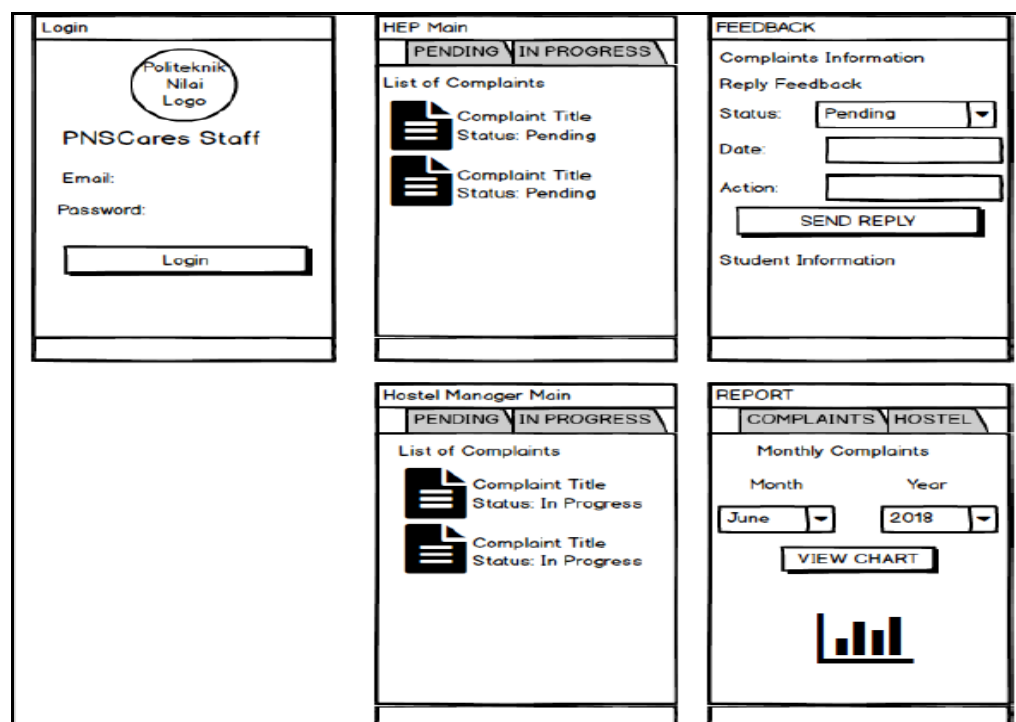 Login
Politeknik
Nilai
Logo
PNSCares Staff
Email:
Password:
Login
HEP Main
PENDING IN PROGRESS
List of Complaints
Complaint Title
Status: Pending
Complaint Title
Status: Pending
FEEDBACK
Complaints Information
Reply Feedback
Status: Pending
Date:
Action:
SEND REPLY
Student Information
Hostel Manager Main
PENDING IN PROGRESS
List of Complaints
Complaint Title
Status: In Progress
Complaint Title
Status: In Progress
REPORT
COMPLAINTS HOSTEL
Monthly Complaints
Month Year
June 2018
VIEW CHART